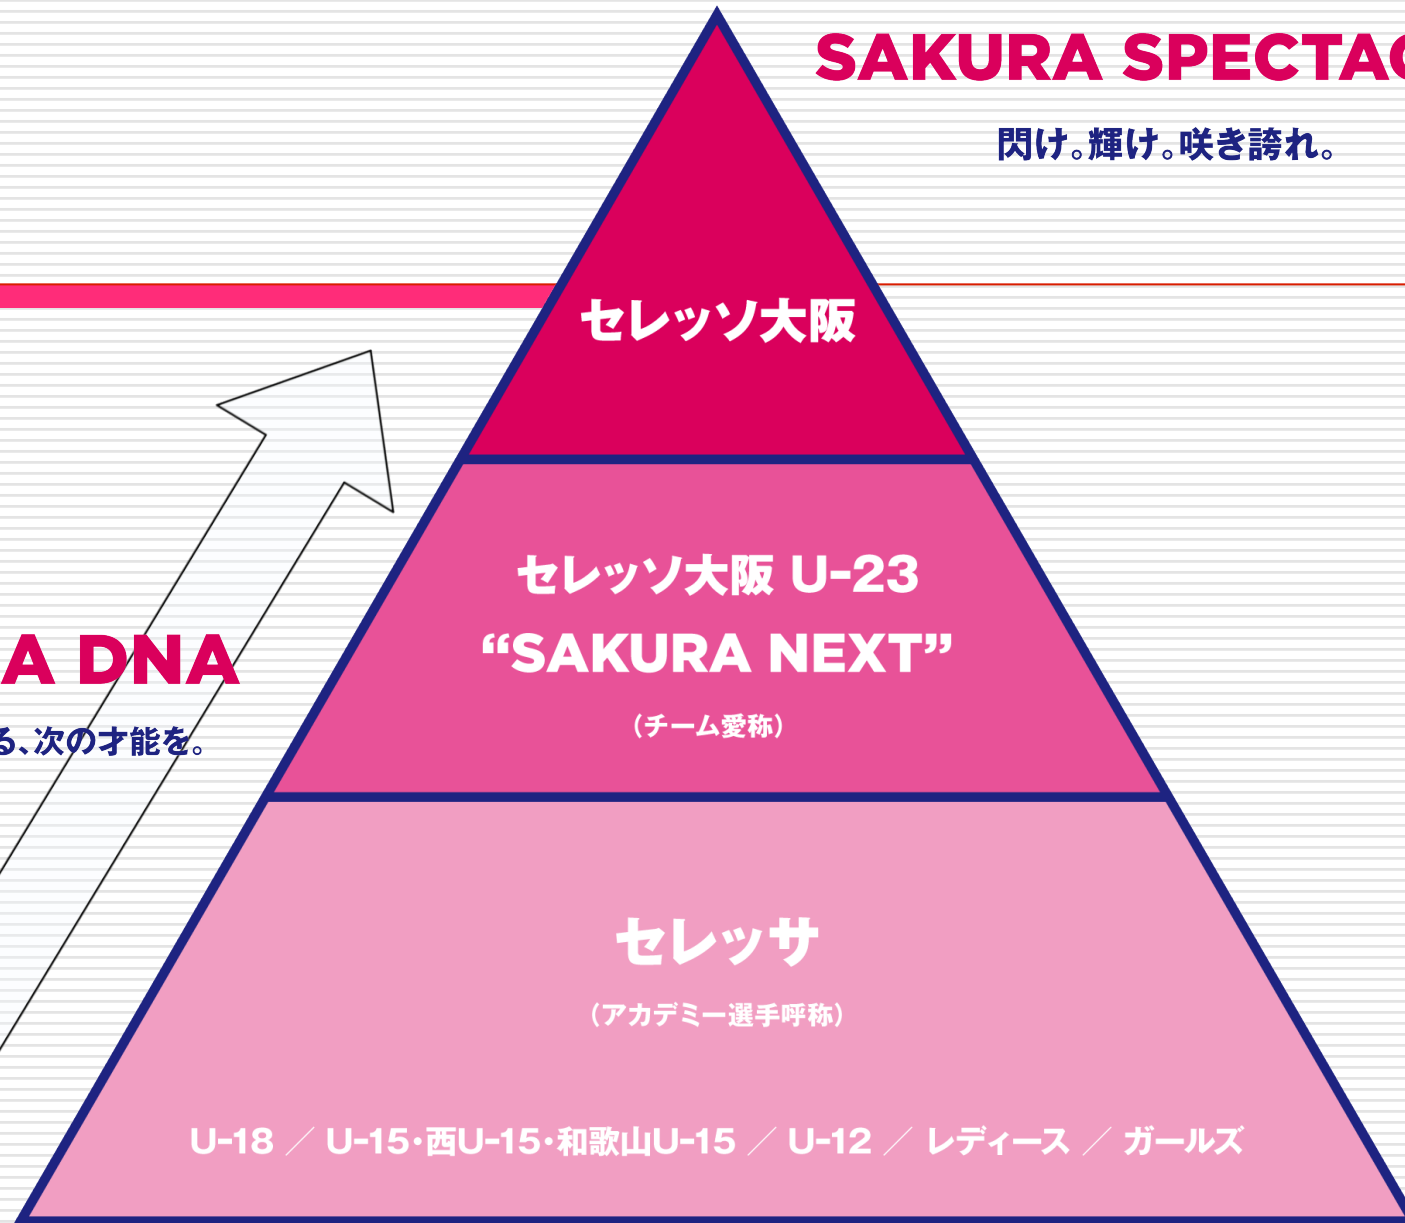 SAKURA
閃け。輝け。咲き誇れ。
セレッソ大阪
セレッソ大阪 U-23
“SAKURA NEXT”
(チーム愛称)
DNA
次の才能を。
セレッサ
(アカデミー選手呼称)
U-18 ／ U-15・西U-15・和歌山U-15 ／ U-12 ／ レディース ／ ガールズ